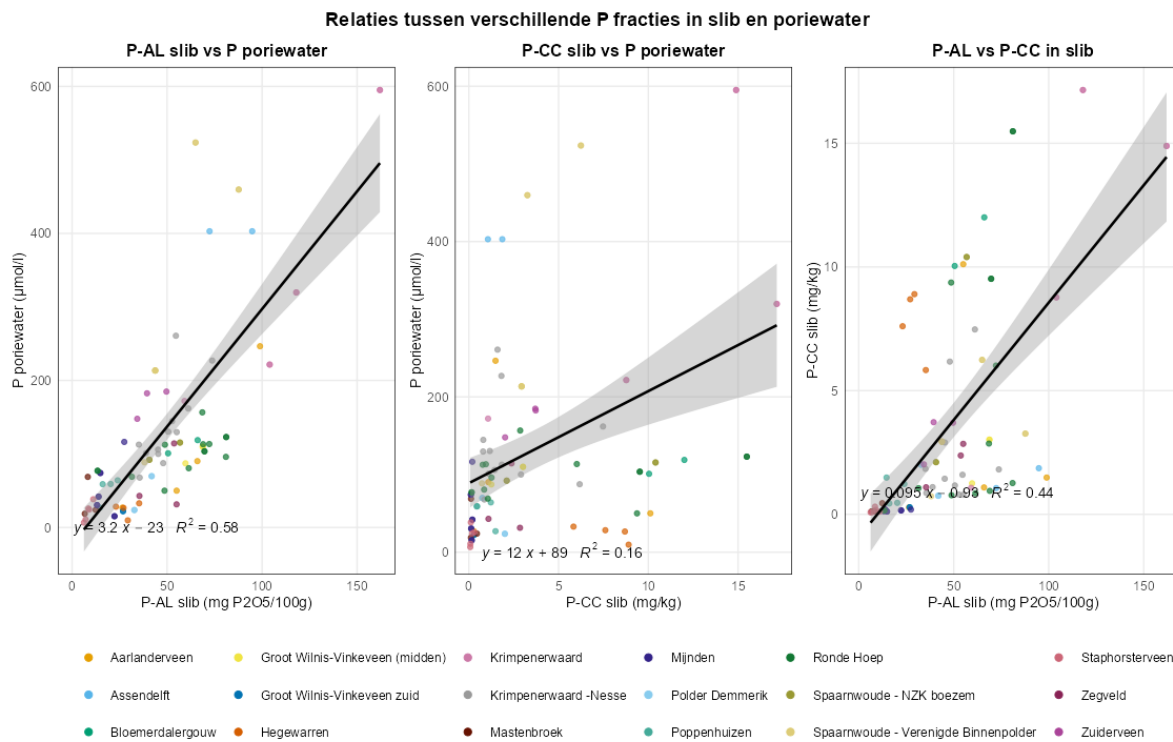 Relaties tussen verschillende P fracties in slib en poriewater
P-AL slib vs P poriewater
600
400
200
0
P poriewater (µmol/l)
y = 3.2 x − 23 R² = 0.58
0 50 100 150
P-AL slib (mg P2O5/100g)
P-CC slib vs P poriewater
600
400
200
0
P poriewater (µmol/l)
y = 12 x + 89 R² = 0.16
0 5 10 15
P-CC slib (mg/kg)
P-AL vs P-CC in slib
15
10
5
0
P-CC slib (mg/kg)
y = 0.095 x − 0.93 R² = 0.44
0 50 100 150
P-AL slib (mg P2O5/100g)
Aarlanderveen
Groot Wilnis-Vinkeveen (midden)
Krimpenerwaard
Mijnden
Ronde Hoep
Staphorsterveen
Assendelft
Groot Wilnis-Vinkeveen zuid
Krimpenerwaard -Nesse
Polder Demmerik
Spaarnwoude - NZK boezem
Zegveld
Bloemerdalergouw
Hegewarren
Mastenbroek
Poppenhuizen
Spaarnwoude - Verenigde Binnenpolder
Zuiderveen